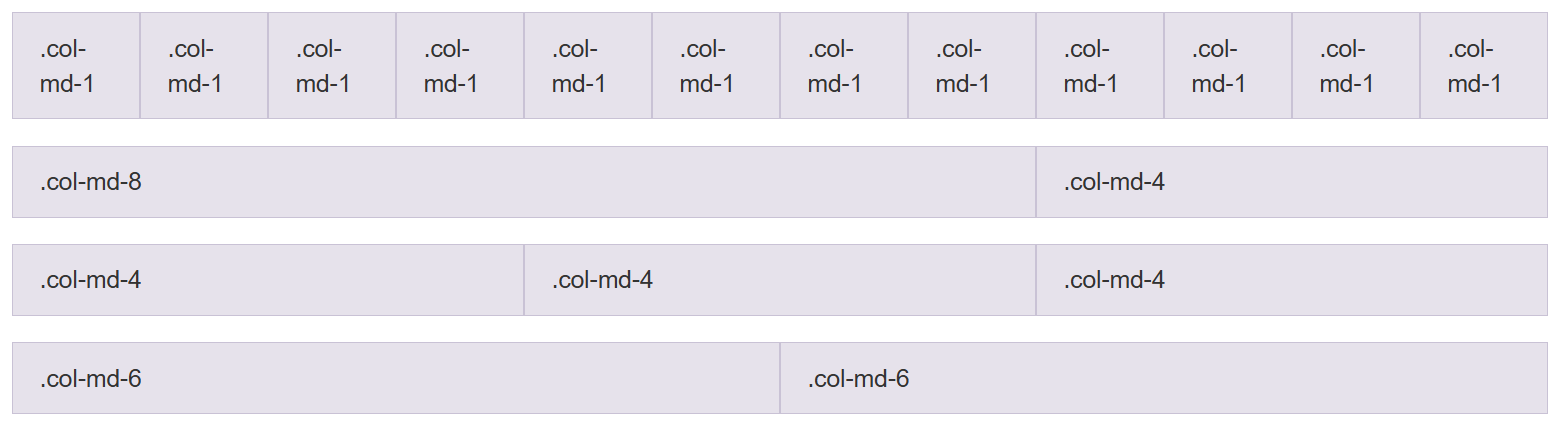 .col- .col- .col- .col- .col- .col- .col- .col- .col- .col- .col- .col-
md-1 md-1 md-1 md-1 md-1 md-1 md-1 md-1 md-1 md-1 md-1 md-1
.col-md-8 .col-md-4
.col-md-4 .col-md-4 .col-md-4
.col-md-6 .col-md-6